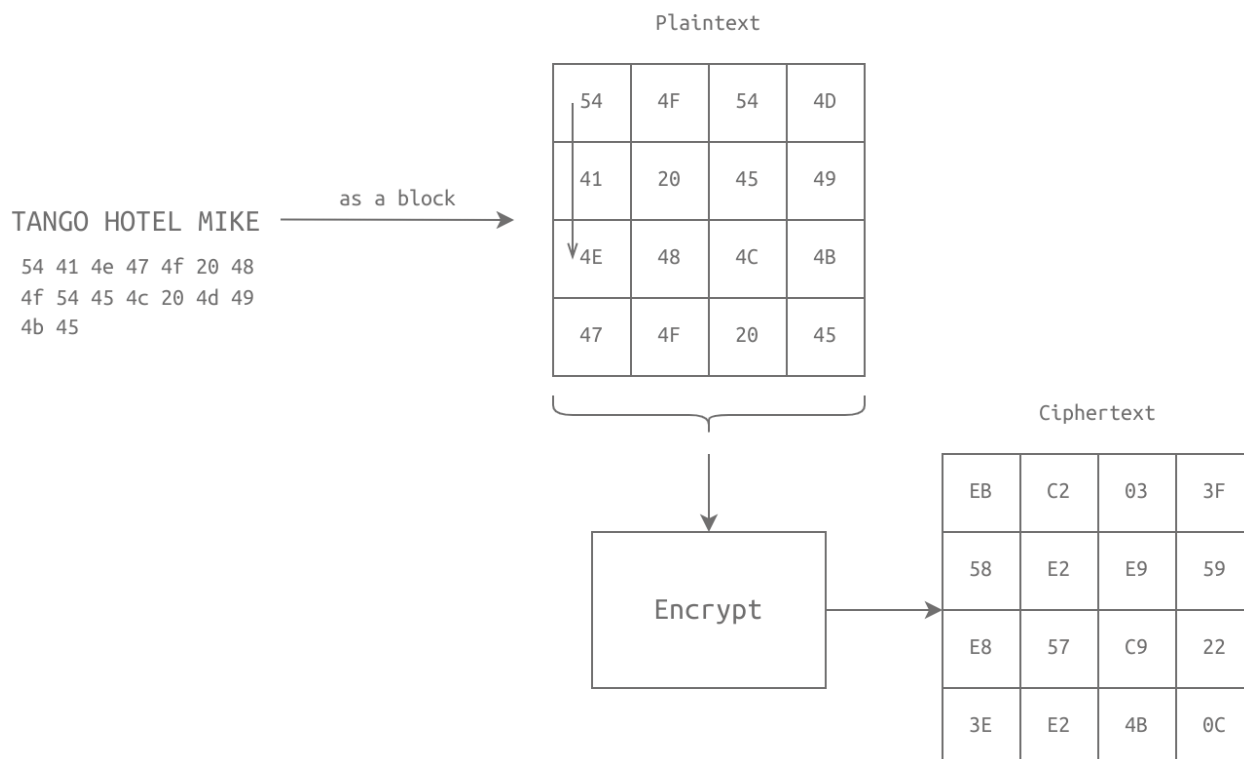 Plaintext
54 4F 54 4D
41 20 45 49
4E 48 4C 4B
47 4F 20 45
as a block
TANGO HOTEL MIKE
54 41 4e 47 4f 20 48
4f 54 45 4c 20 4d 49
4b 45
Encrypt
Ciphertext
EB C2 03 3F
58 E2 E9 59
E8 57 C9 22
3E E2 4B 0C